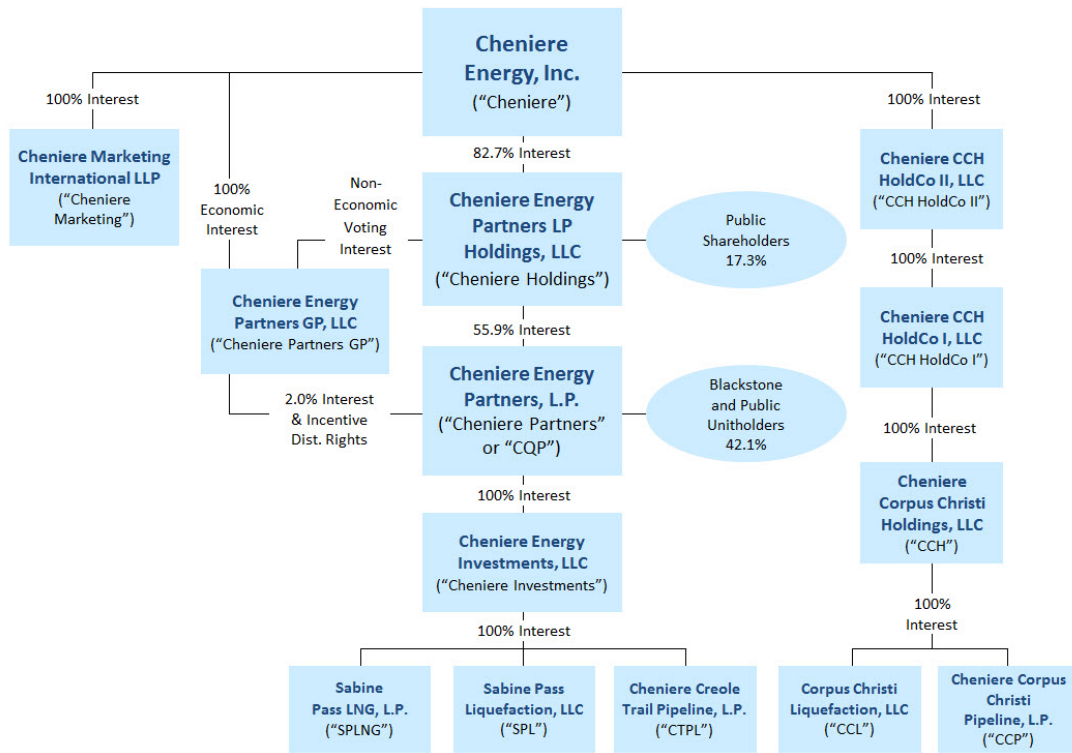 Cheniere
Energy, Inc.
(“Cheniere”)
100% Interest
82.7% Interest
100% Interest
Cheniere Marketing
International LLP
(“Cheniere
Marketing”)
100%
Economic
Interest
Non-
Economic
Voting
Interest
Cheniere Energy
Partners LP
Holdings, LLC
(“Cheniere Holdings”)
Public
Shareholders
17.3%
Cheniere CCH
HoldCo II, LLC
(“CCH HoldCo II”)
100% Interest
Cheniere Energy
Partners GP, LLC
(“Cheniere Partners GP”)
55.9% Interest
Cheniere CCH
HoldCo I, LLC
(“CCH HoldCo I”)
2.0% Interest
& Incentive
Dist. Rights
Cheniere Energy
Partners, L.P.
(“Cheniere Partners”
or “CQP”)
Blackstone
and Public
Unitholders
42.1%
100% Interest
100% Interest
Cheniere
Corpus Christi
Holdings, LLC
(“CCH”)
Cheniere Energy
Investments, LLC
(“Cheniere Investments”)
100% Interest
100%
Interest
Sabine
Pass LNG, L.P.
(“SPLNG”)
Sabine Pass
Liquefaction, LLC
(“SPL”)
Cheniere Creole
Trail Pipeline, L.P.
(“CTPL”)
Corpus Christi
Liquefaction, LLC
(“CCL”)
Cheniere Corpus
Christi
Pipeline, L.P.
(“CCP”)